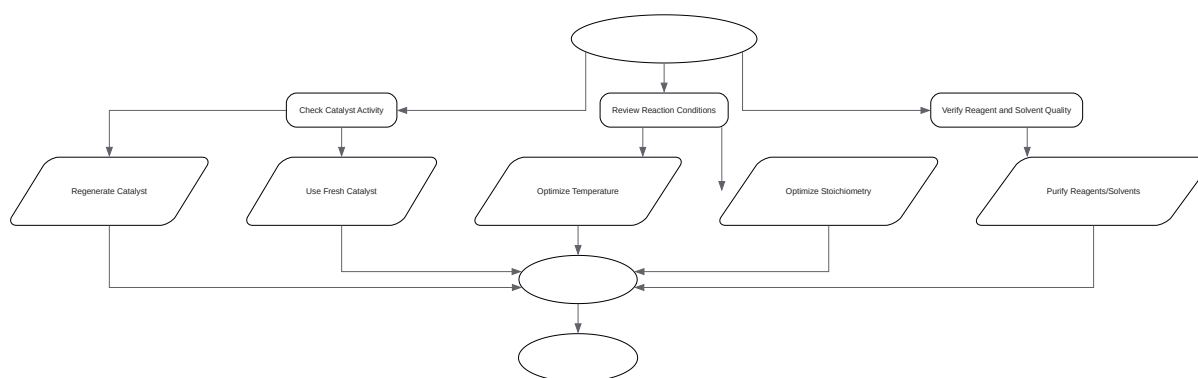 Check Catalyst Activity
Review Reaction Conditions
Verify Reagent and Solvent Quality
Regenerate Catalyst
Use Fresh Catalyst
Optimize Temperature
Optimize Stoichiometry
Purify Reagents/Solvents